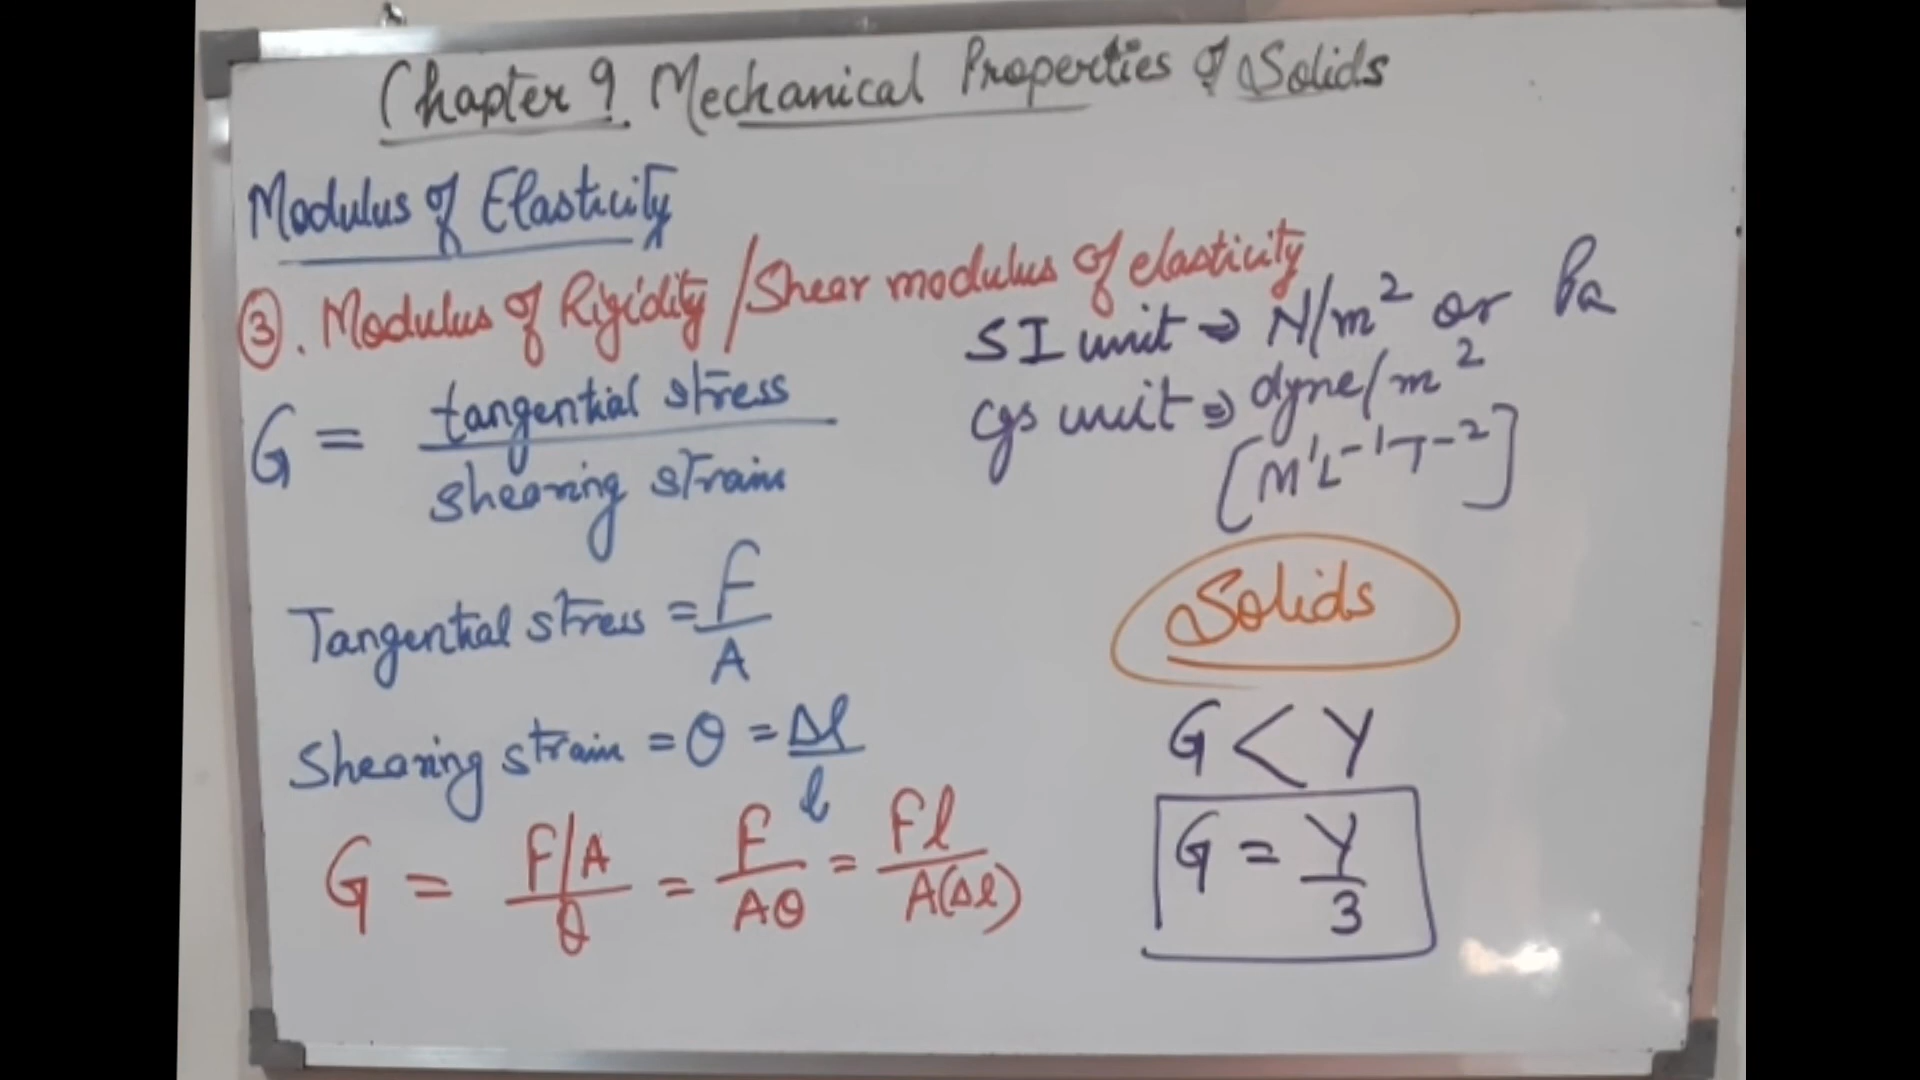 Chapter 9. Mechanical Properties of Solids
Modulus of Elasticity
③. Modulus of Rigidity / Shear modulus of elasticity
G = tangential stress / shearing strain
SI unit → N/m² or Pa
cgs unit → dyne/m²
[M¹L⁻¹T⁻²]
Tangential stress = F/A
Shearing strain = θ = Δl/l
G = F/A / θ = F/Aθ = Fl/A(Δl)
Solids
G < Y
G = Y/3